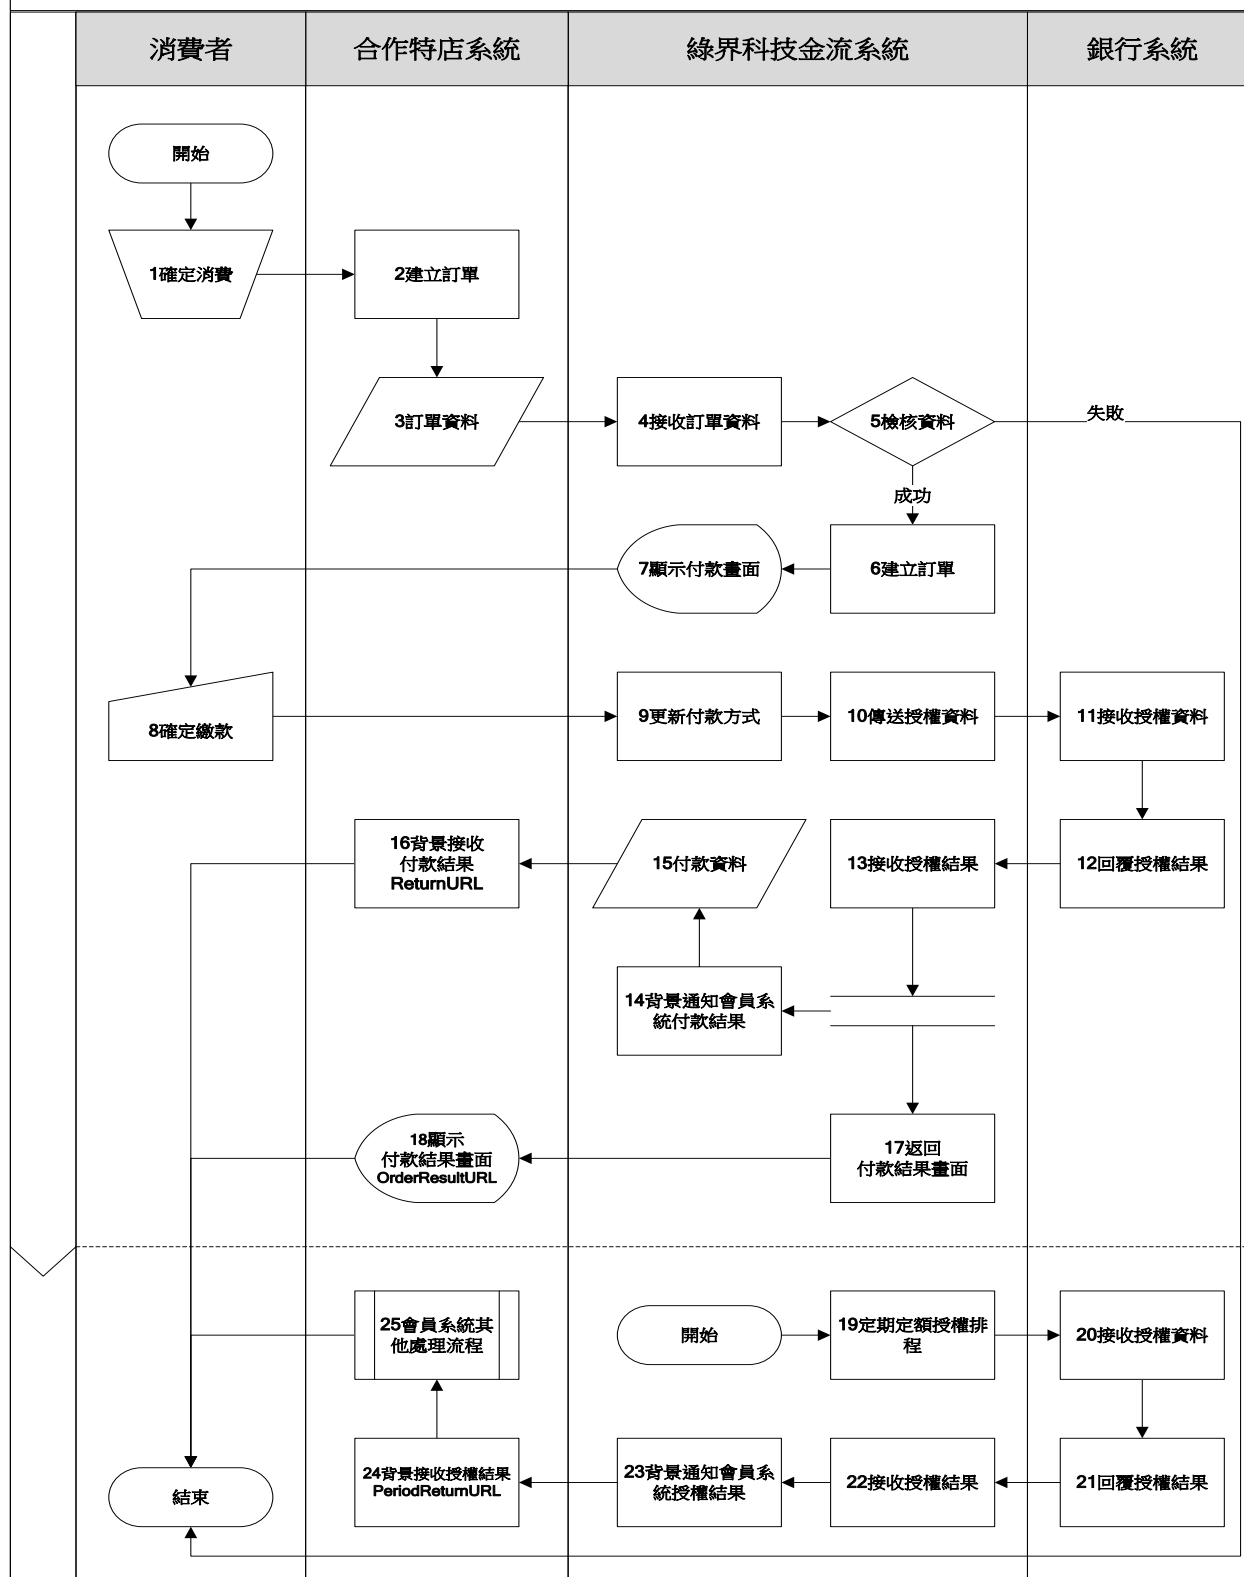 消費者
合作特店系統
綠界科技金流系統
銀行系統
開始
1確定消費
2建立訂單
3訂單資料
4接收訂單資料
5檢核資料
失敗
成功
7顯示付款畫面
6建立訂單
8確定繳款
9更新付款方式
10傳送授權資料
11接收授權資料
16背景接收
付款結果
ReturnURL
15付款資料
13接收授權結果
12回覆授權結果
14背景通知會員系
統付款結果
18顯示
付款結果畫面
OrderResultURL
17返回
付款結果畫面
25會員系統其
他處理流程
開始
19定期定額授權排
程
20接收授權資料
結束
24背景接收授權結果
PeriodReturnURL
23背景通知會員系
統授權結果
22接收授權結果
21回覆授權結果